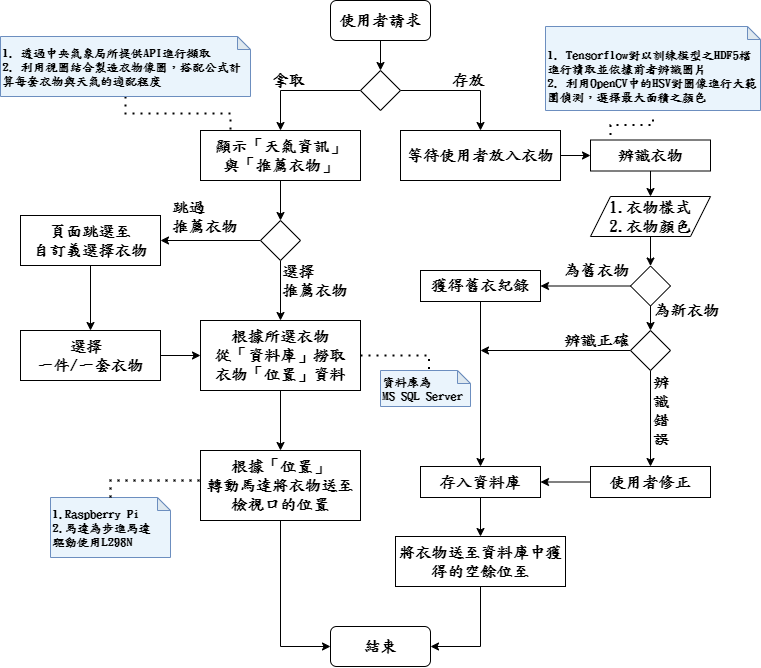 使用者請求
1. 透過中央氣象局所提供API進行擷取
2. 利用視圖結合製造衣物像圖，搭配公式計
算每套衣物與天氣的適配程度
1. Tensorflow對以訓練模型之HDF5檔
進行讀取並依據前者辨識圖片
2. 利用OpenCV中的HSV對圖像進行大範
圍偵測，選擇最大面積之顏色
拿取
存放
顯示「天氣資訊」
與「推薦衣物」
等待使用者放入衣物
辨識衣物
跳過
推薦衣物
1.衣物樣式
2.衣物顏色
頁面跳選至
自訂義選擇衣物
選擇
推薦衣物
為舊衣物
獲得舊衣紀錄
為新衣物
選擇
一件/一套衣物
根據所選衣物
從「資料庫」撈取
衣物「位置」資料
辨識正確
資料庫為
MS SQL Server
辨
識
錯
誤
根據「位置」
轉動馬達將衣物送至
檢視口的位置
存入資料庫
使用者修正
1.Raspberry Pi
2.馬達為步進馬達
驅動使用L298N
將衣物送至資料庫中獲
得的空餘位至
結束